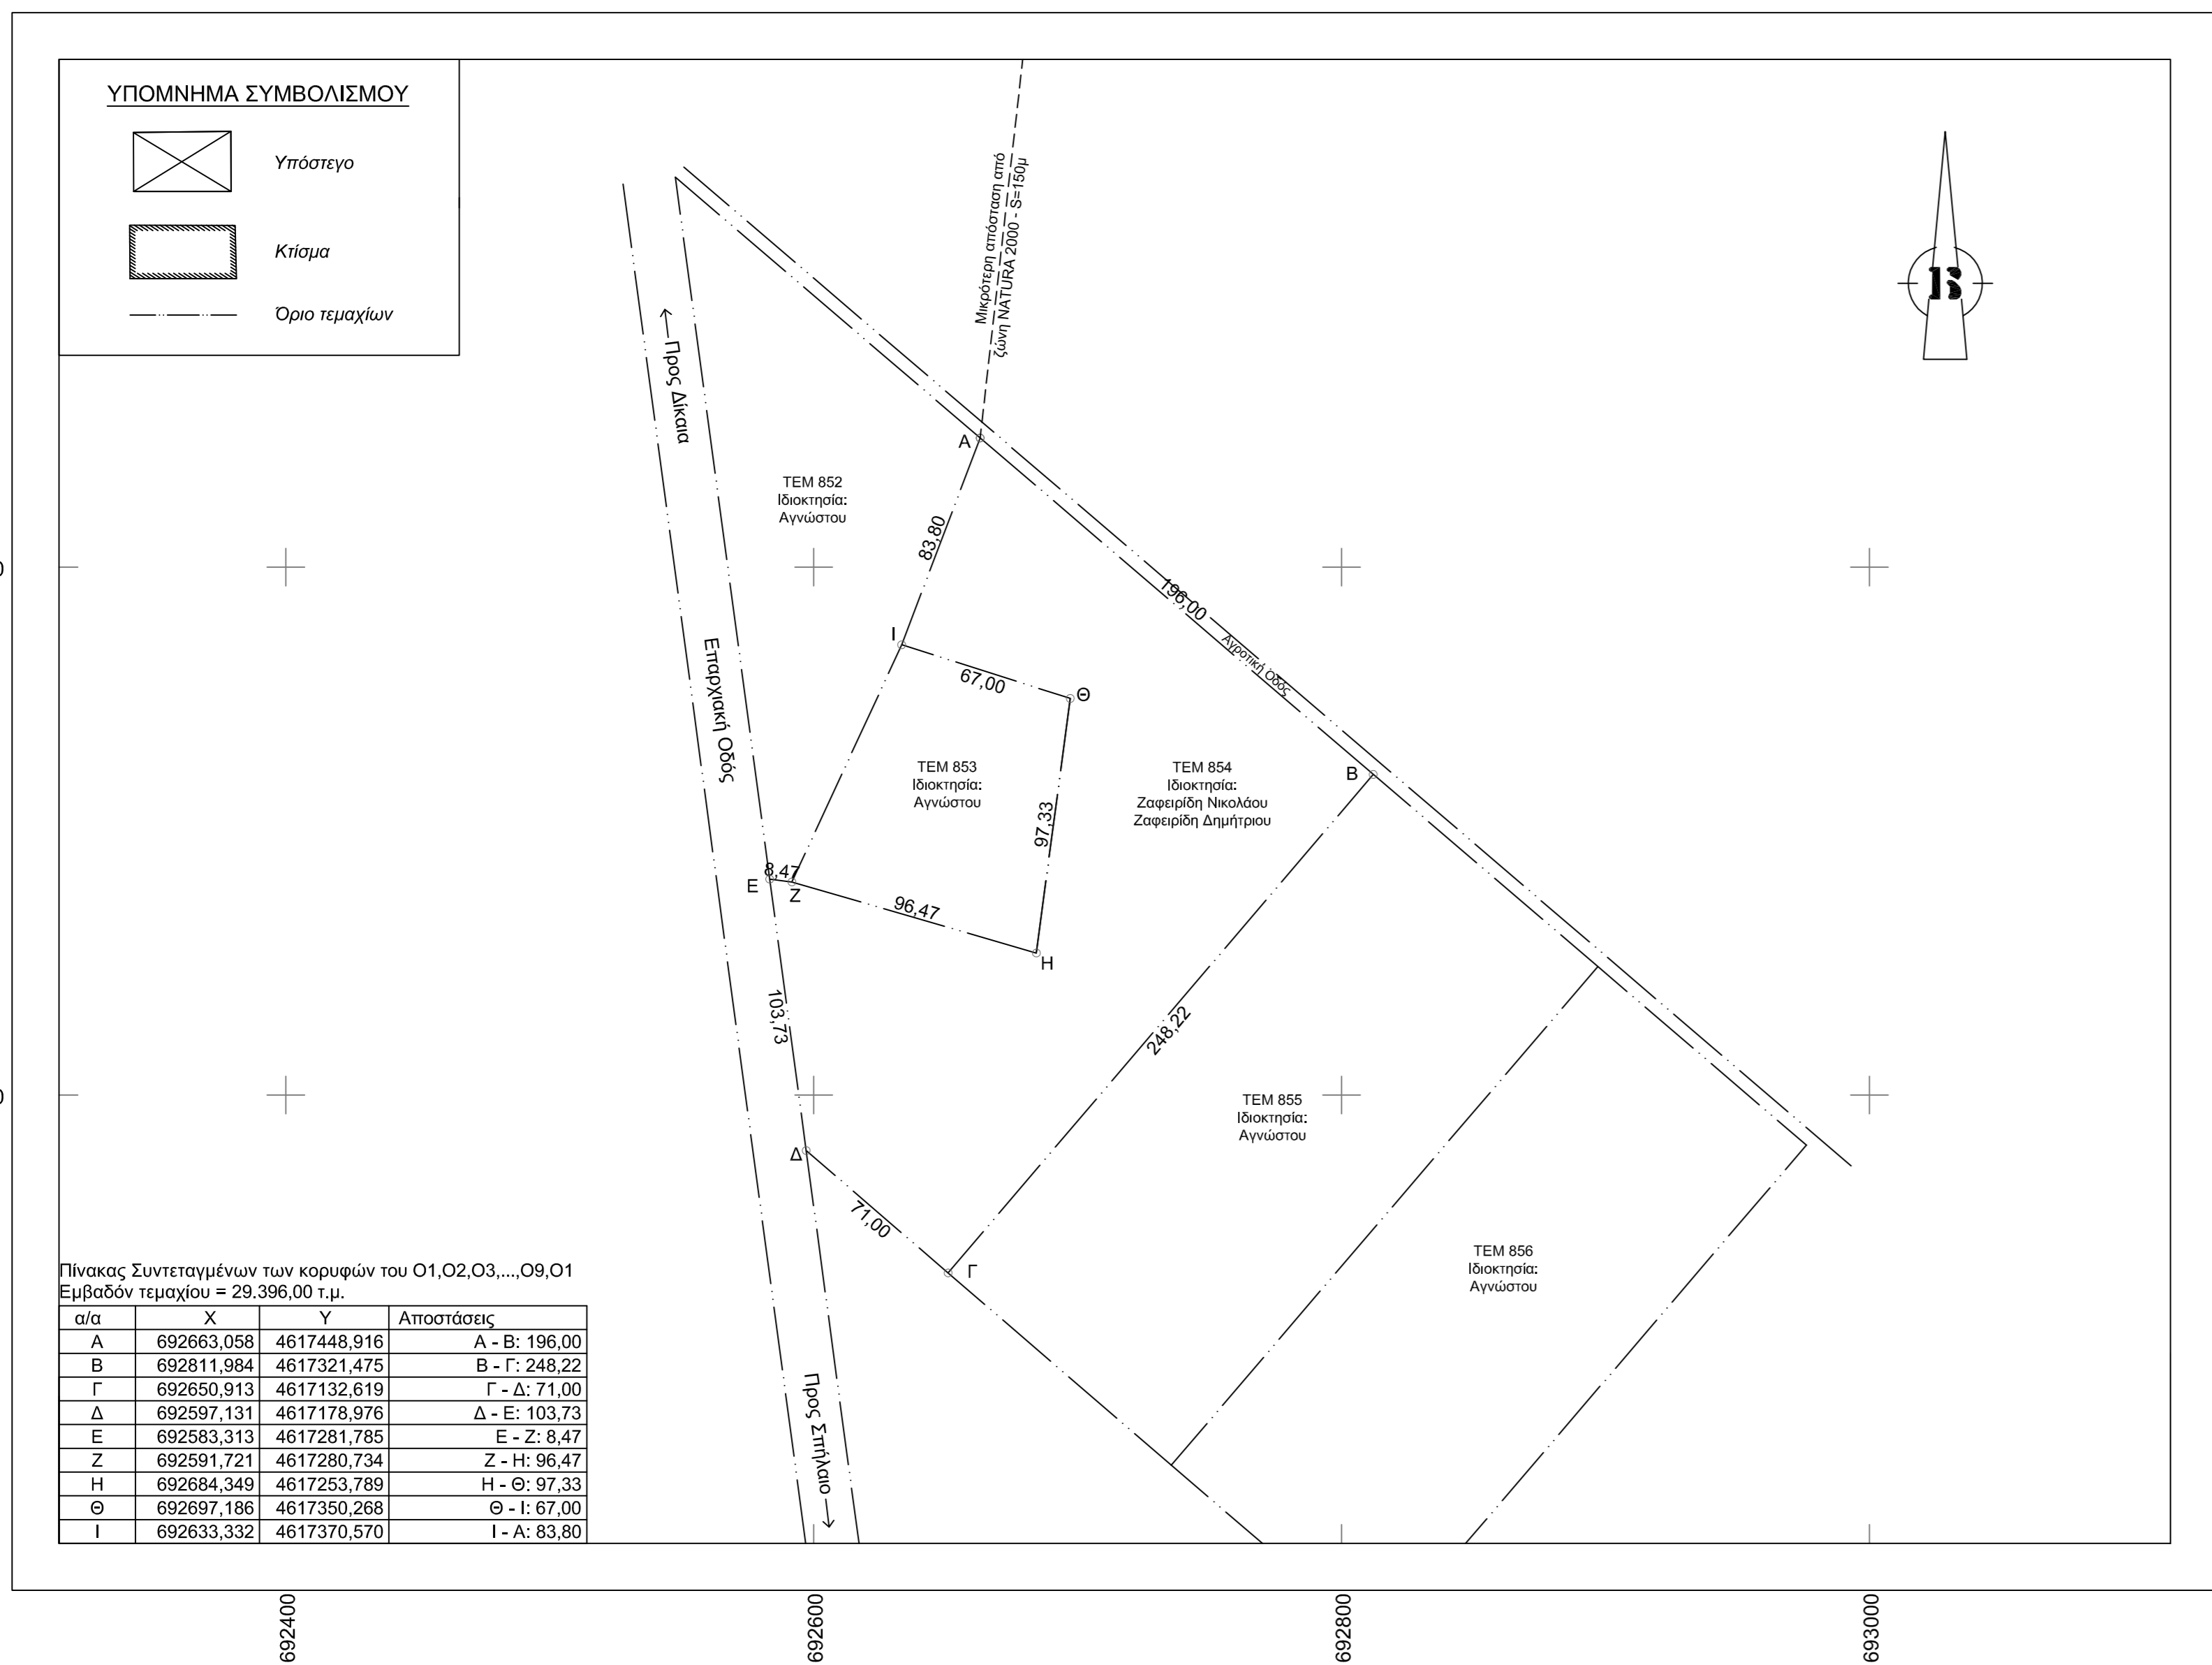 ΥΠΟΜΝΗΜΑ ΣΥΜΒΟΛΙΣΜΟΥ
Υπόστεγο
Κτίσμα
Όριο τεμαχίων
Μικρότερη απόσταση από
ζώνη NATURA 2000 - S=150μ
Προς Δίκαια
Α
ΤΕΜ 852
Ιδιοκτησία:
Αγνώστου
83,80
196,00
Αγροτική Οδός
Ι
67,00
Θ
Επαρχιακή Οδός
ΤΕΜ 853
Ιδιοκτησία:
Αγνώστου
97,33
ΤΕΜ 854
Ιδιοκτησία:
Ζαφειρίδη Νικολάου
Ζαφειρίδη Δημήτριου
Β
8,47
Ε
Ζ
96,47
Η
103,73
248,22
Δ
71,00
Γ
ΤΕΜ 855
Ιδιοκτησία:
Αγνώστου
ΤΕΜ 856
Ιδιοκτησία:
Αγνώστου
Προς Σπήλαιο
Πίνακας Συντεταγμένων των κορυφών του Ο1,Ο2,Ο3,...,Ο9,Ο1
Εμβαδόν τεμαχίου = 29.396,00 τ.μ.
α/α Χ Υ Αποστάσεις
Α 692663,058 4617448,916 Α - Β: 196,00
Β 692811,984 4617321,475 Β - Γ: 248,22
Γ 692650,913 4617132,619 Γ - Δ: 71,00
Δ 692597,131 4617178,976 Δ - Ε: 103,73
Ε 692583,313 4617281,785 Ε - Ζ: 8,47
Ζ 692591,721 4617280,734 Ζ - Η: 96,47
Η 692684,349 4617253,789 Η - Θ: 97,33
Θ 692697,186 4617350,268 Θ - Ι: 67,00
Ι 692633,332 4617370,570 Ι - Α: 83,80
692400
692600
692800
693000